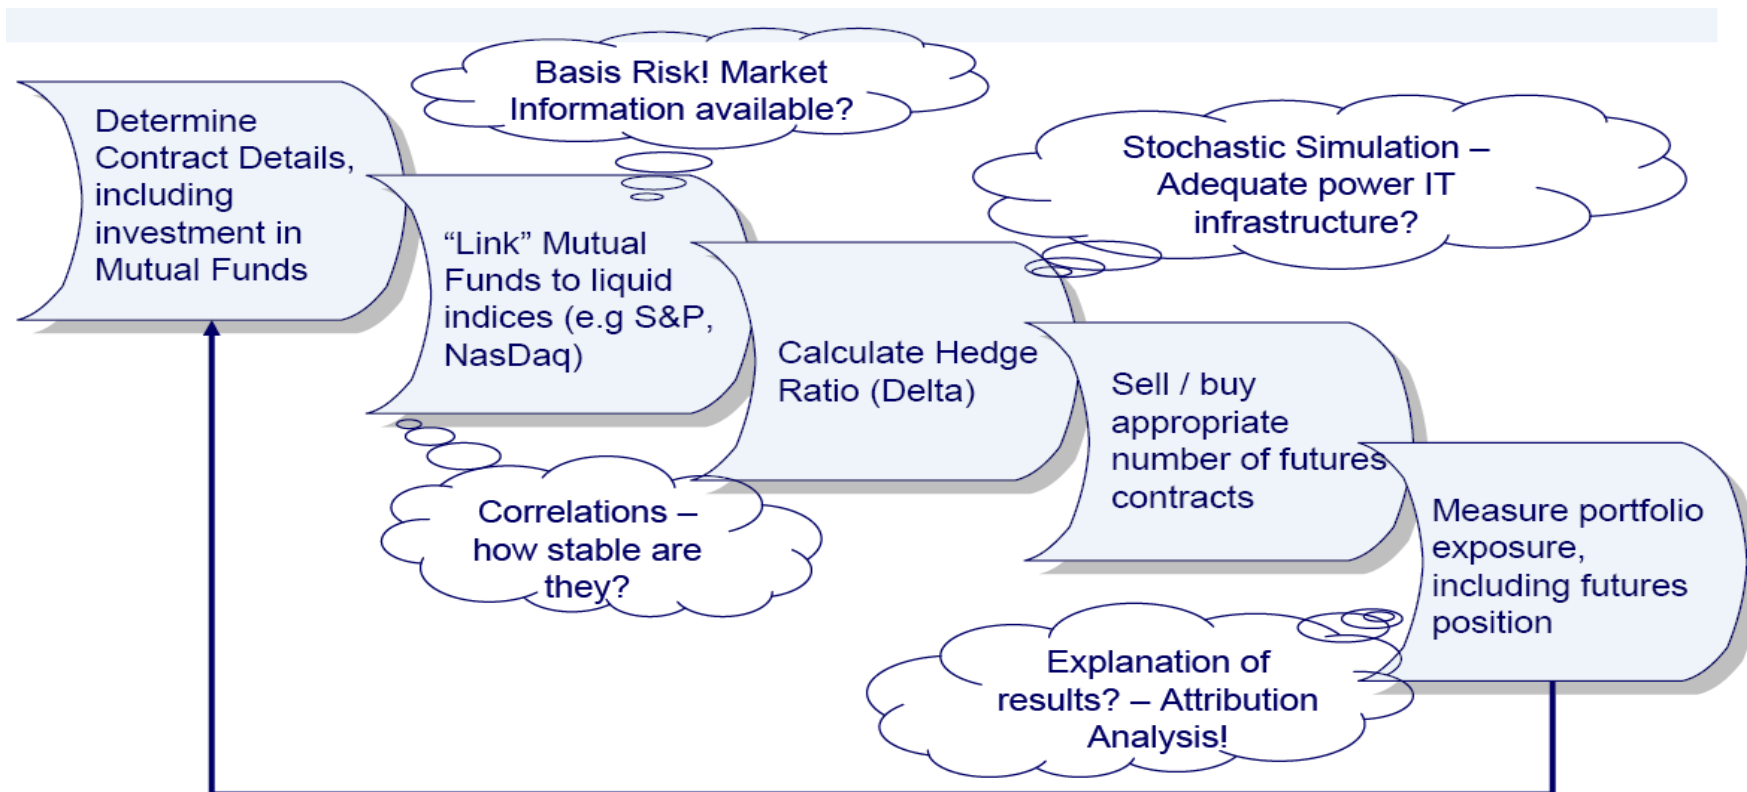 Basis Risk! Market
Information available?
Determine
Contract Details,
including
investment in
Mutual Funds
Stochastic Simulation –
Adequate power IT
infrastructure?
“Link” Mutual
Funds to liquid
indices (e.g S&P,
NasDaq)
Calculate Hedge
Ratio (Delta)
Sell / buy
appropriate
number of futures
contracts
Correlations –
how stable are
they?
Measure portfolio
exposure,
including futures
position
Explanation of
results? – Attribution
Analysis!